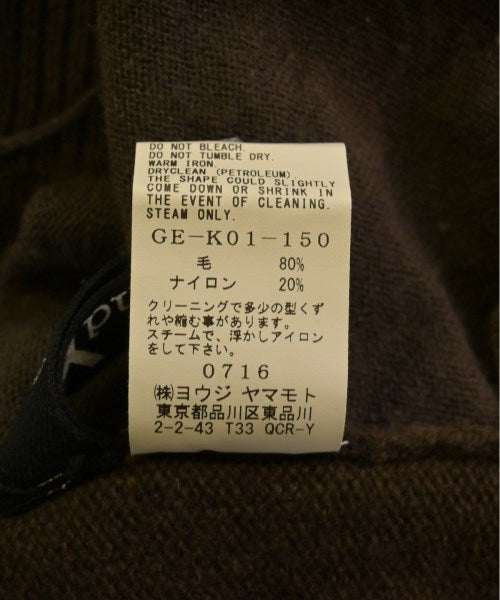 DO NOT BLEACH.
DO NOT TUMBLE DRY.
WARM IRON.
DRYCLEAN (PETROLEUM).
THE SHAPE COULD SLIGHTLY
COME DOWN OR SHRINK IN
THE EVENT OF CLEANING.
STEAM ONLY.
GE-K01-150
毛 80%
ナイロン 20%
クリーニングで多少の型くず
れや縮む事があります。
スチームで、浮かしアイロン
をして下さい。
0716
㈱ヨウジ ヤマモト
東京都品川区東品川
2-2-43 T33 QCR-Y